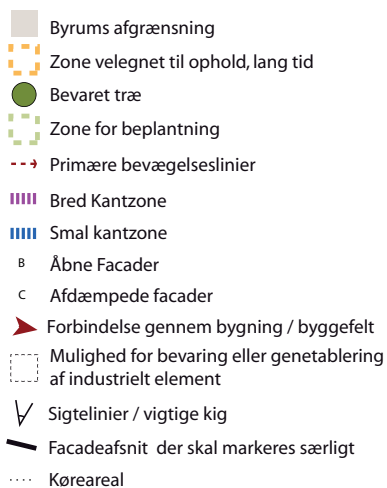 Byrums afgrænsning
Zone velegnet til ophold, lang tid
Bevaret træ
Zone for beplantning
Primære bevægelseslinier
Bred Kantzone
Smal kantzone
B Åbne Facader
C Afdæmpede facader
Forbindelse gennem bygning / byggefelt
Mulighed for bevaring eller genetablering
af industrielt element
Sigtelinier / vigtige kig
Facadeafsnit der skal markeres særligt
Køreareal